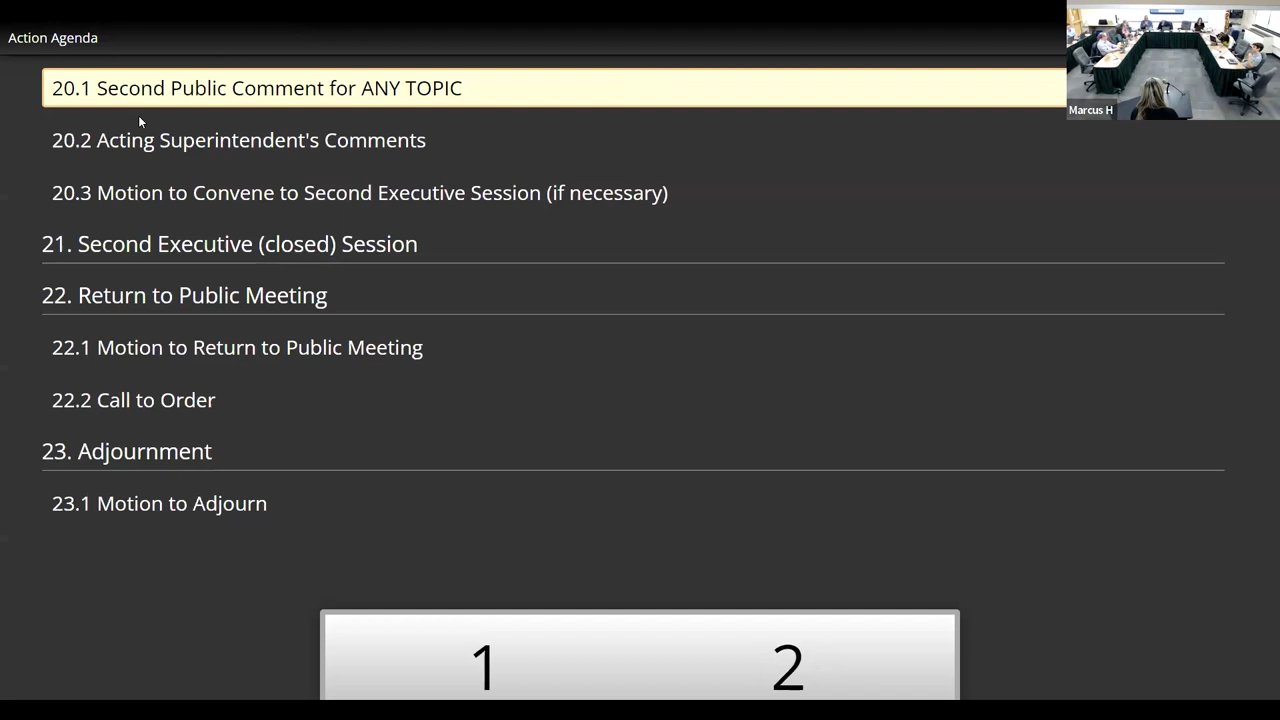 Action Agenda
Marcus H
20.1 Second Public Comment for ANY TOPIC
20.2 Acting Superintendent's Comments
20.3 Motion to Convene to Second Executive Session (if necessary)
21. Second Executive (closed) Session
22. Return to Public Meeting
22.1 Motion to Return to Public Meeting
22.2 Call to Order
23. Adjournment
23.1 Motion to Adjourn
1 2